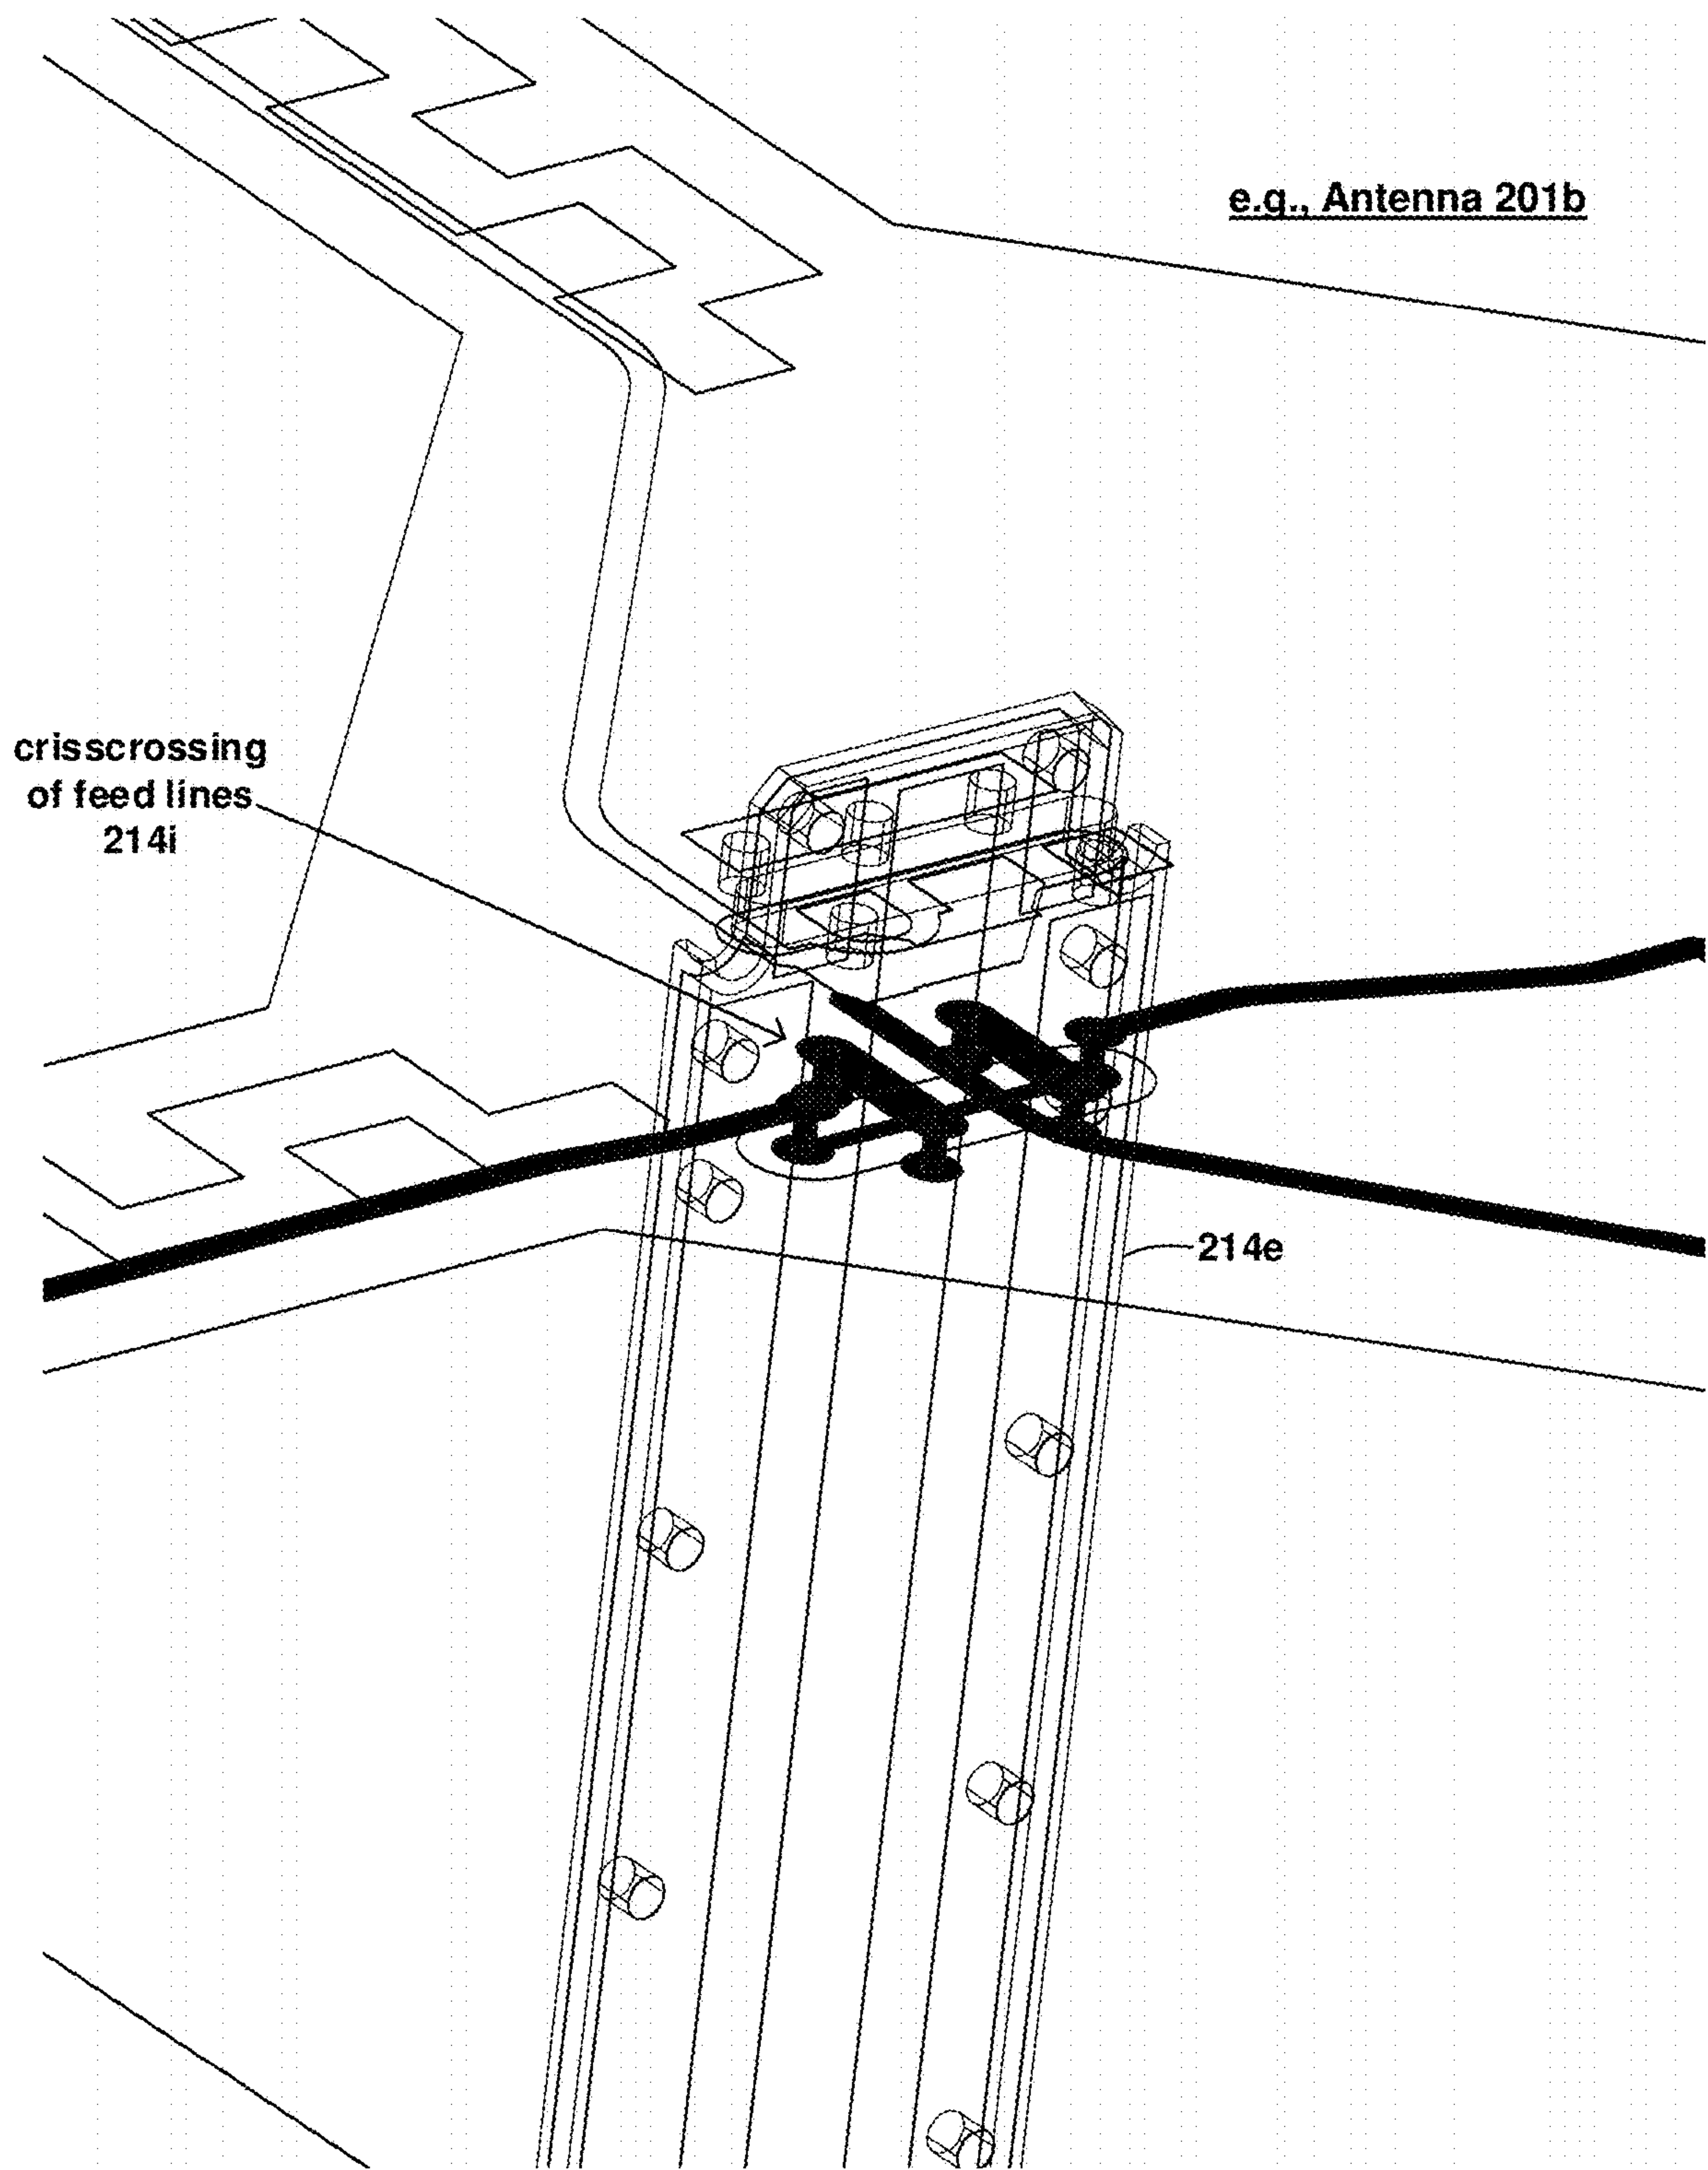 e.g., Antenna 201b
crisscrossing
of feed lines
214i
214e